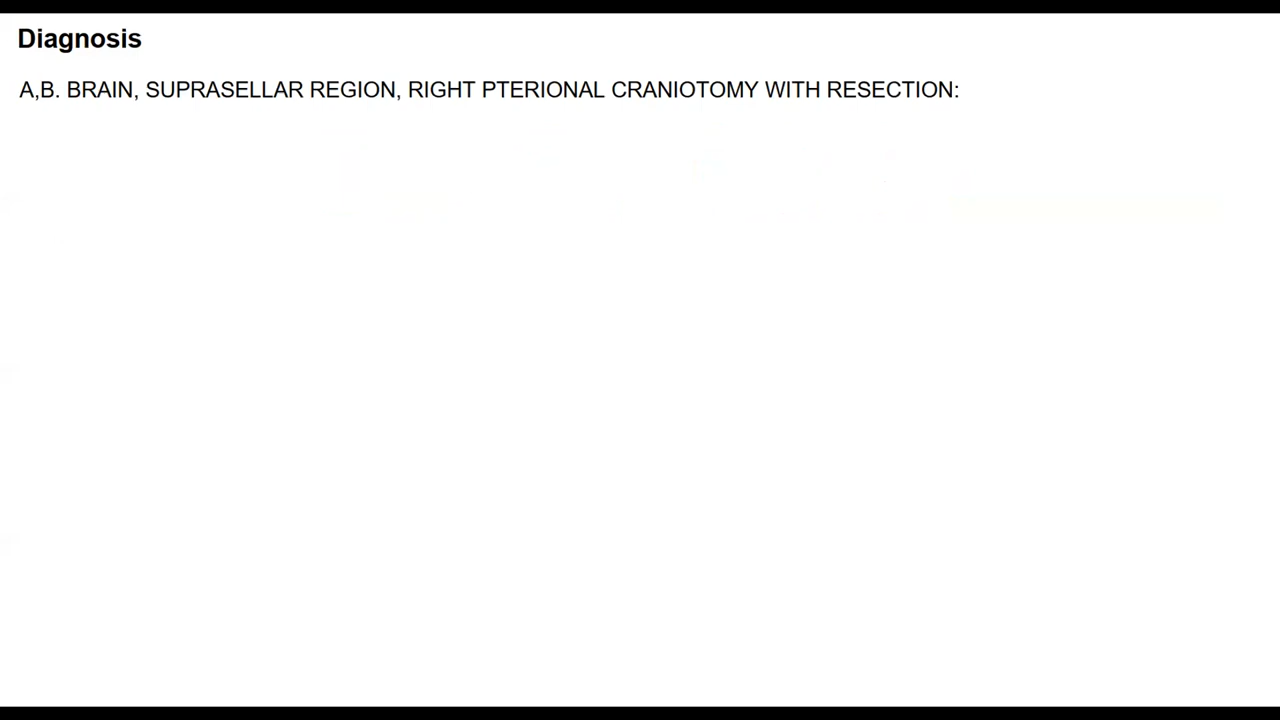 Diagnosis
A,B. BRAIN, SUPRASELLAR REGION, RIGHT PTERIONAL CRANIOTOMY WITH RESECTION: